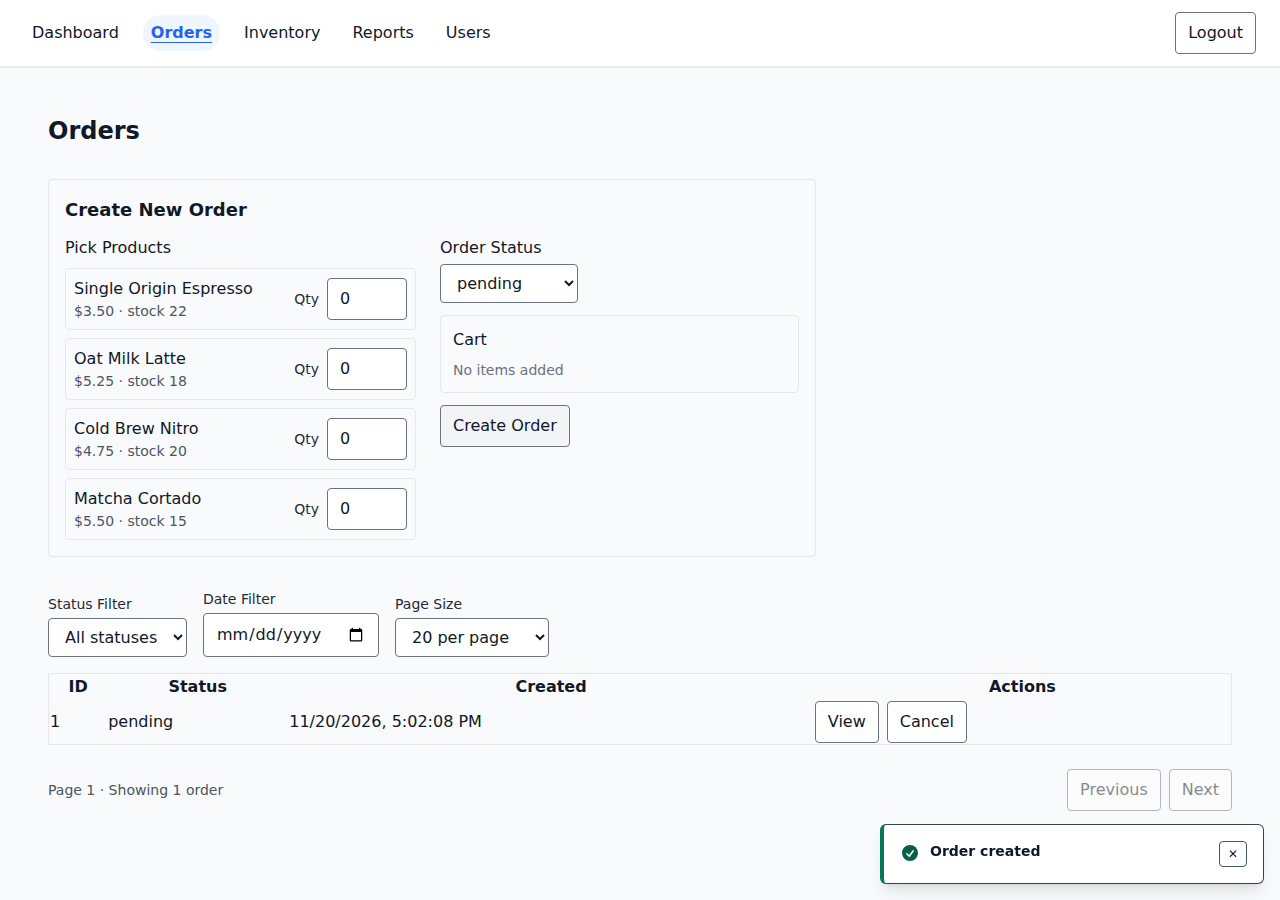 Dashboard Orders Inventory Reports Users Logout
Orders
Create New Order
Pick Products
Single Origin Espresso
$3.50 · stock 22
Qty 0
Oat Milk Latte
$5.25 · stock 18
Qty 0
Cold Brew Nitro
$4.75 · stock 20
Qty 0
Matcha Cortado
$5.50 · stock 15
Qty 0
Order Status
pending
Cart
No items added
Create Order
Status Filter Date Filter Page Size
All statuses mm/dd/yyyy 20 per page
ID Status Created Actions
1 pending 11/20/2026, 5:02:08 PM View Cancel
Page 1 · Showing 1 order Previous Next
Order created ✕